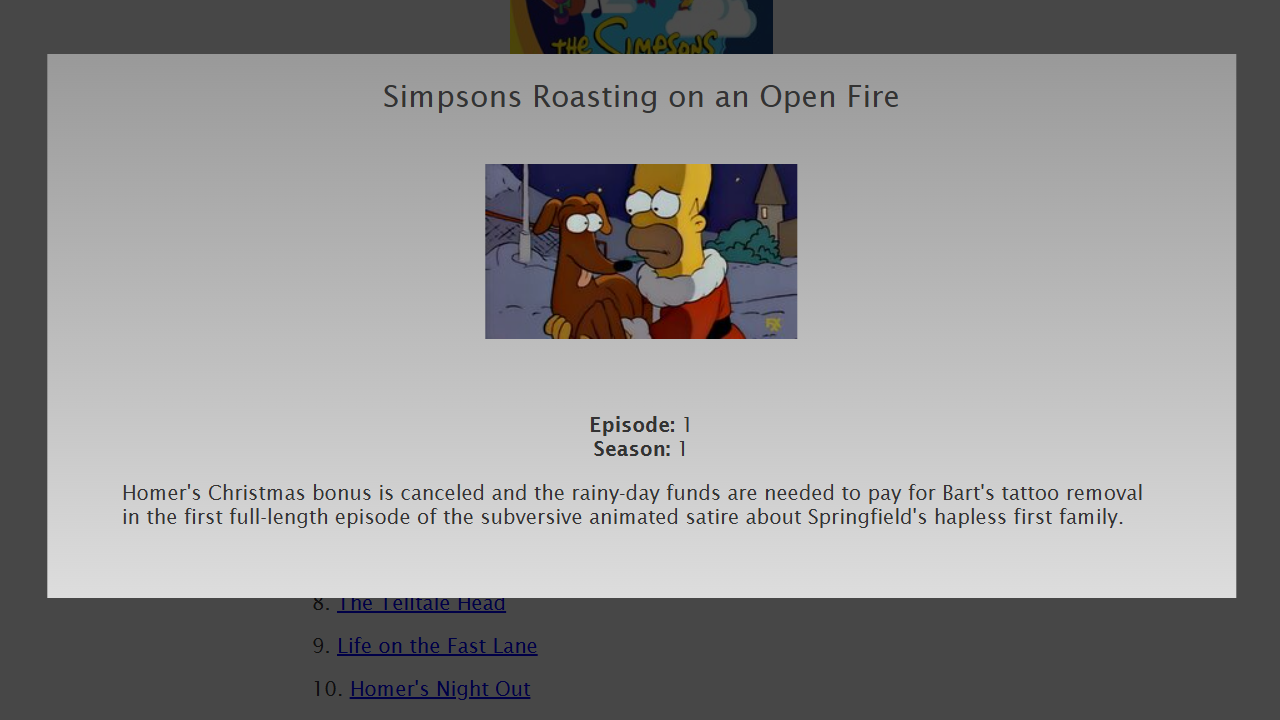 THE SIMPSONS
Simpsons Roasting on an Open Fire
FX
Episode: 1
Season: 1
Homer's Christmas bonus is canceled and the rainy-day funds are needed to pay for Bart's tattoo removal
in the first full-length episode of the subversive animated satire about Springfield's hapless first family.
8. The Telltale Head
9. Life on the Fast Lane
10. Homer's Night Out